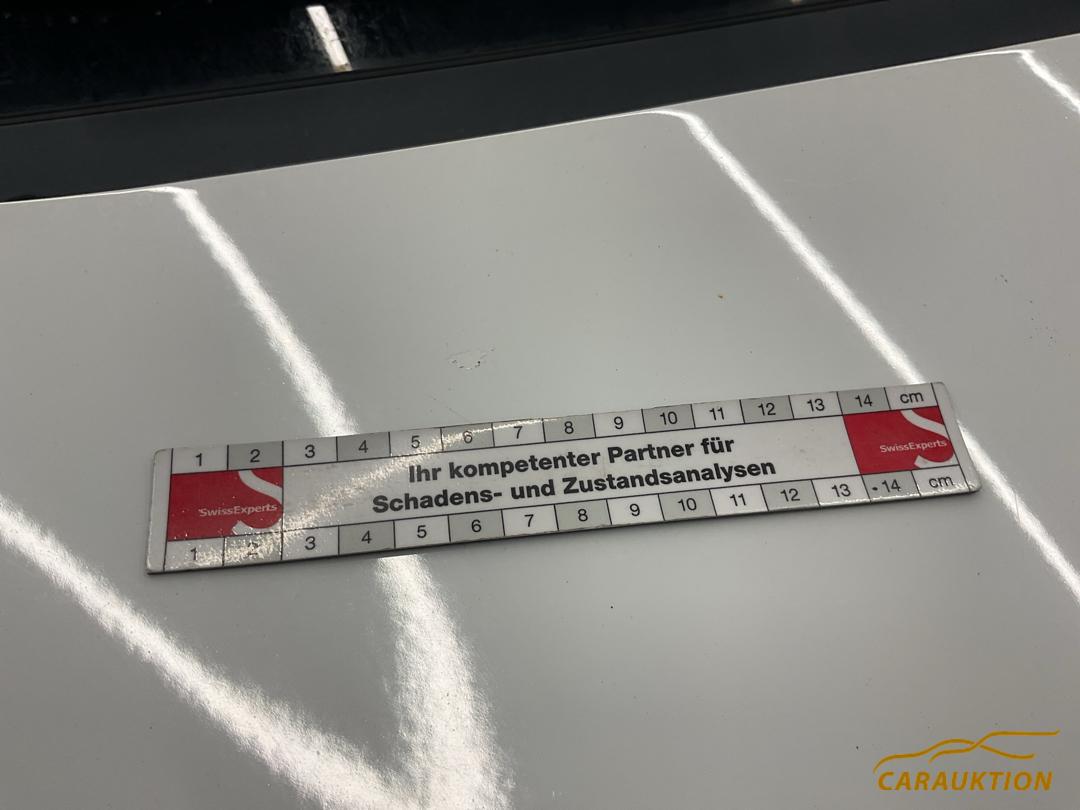 1 2 3 4 5 6 7 8 9 10 11 12 13 14 cm
SwissExperts
Ihr kompetenter Partner für
Schadens- und Zustandsanalysen
SwissExperts
1 2 3 4 5 6 7 8 9 10 11 12 13 14 cm
CARAUKTION